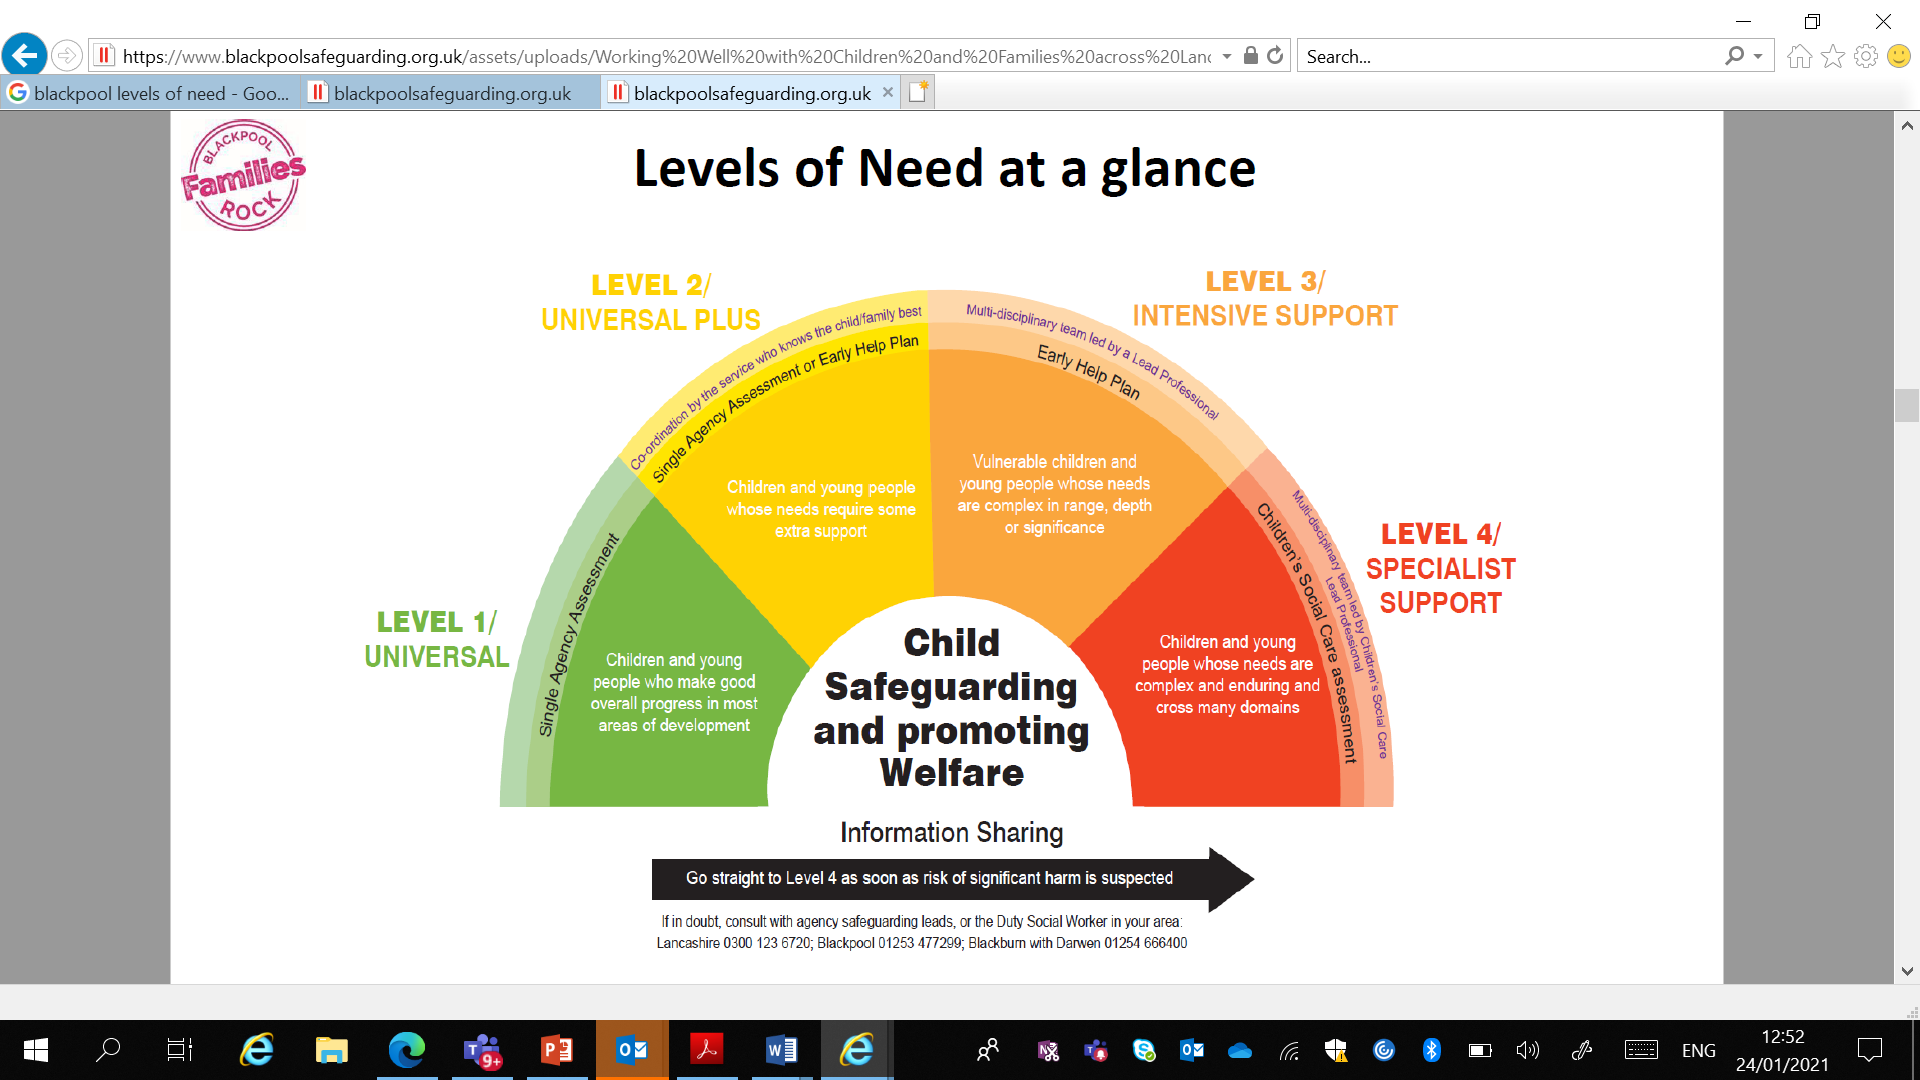 https://www.blackpoolsafeguarding.org.uk/assets/uploads/Working%20Well%20with%20Children%20and%20Families%20across%20Lanc
Search...
blackpool levels of need - Goo...
blackpoolsafeguarding.org.uk
blackpoolsafeguarding.org.uk
BLACKPOOL
Families
ROCK
Levels of Need at a glance
LEVEL 2/
UNIVERSAL PLUS
LEVEL 3/
INTENSIVE SUPPORT
Co-ordination by the service who knows the child/family best
Single Agency Assessment or Early Help Plan
Children and young people
whose needs require some
extra support
Multi-disciplinary team led by a Lead Professional
Early Help Plan
Vulnerable children and
young people whose needs
are complex in range, depth
or significance
LEVEL 1/
UNIVERSAL
Single Agency Assessment
Children and young
people who make good
overall progress in most
areas of development
LEVEL 4/
SPECIALIST
SUPPORT
Multi-disciplinary team led by Children's Social Care
Lead Professional
Children's Social Care assessment
Children and young
people whose needs are
complex and enduring and
cross many domains
Child
Safeguarding
and promoting
Welfare
Information Sharing
Go straight to Level 4 as soon as risk of significant harm is suspected
If in doubt, consult with agency safeguarding leads, or the Duty Social Worker in your area:
Lancashire 0300 123 6720; Blackpool 01253 477299; Blackburn with Darwen 01254 666400
9+
ENG
12:52
24/01/2021